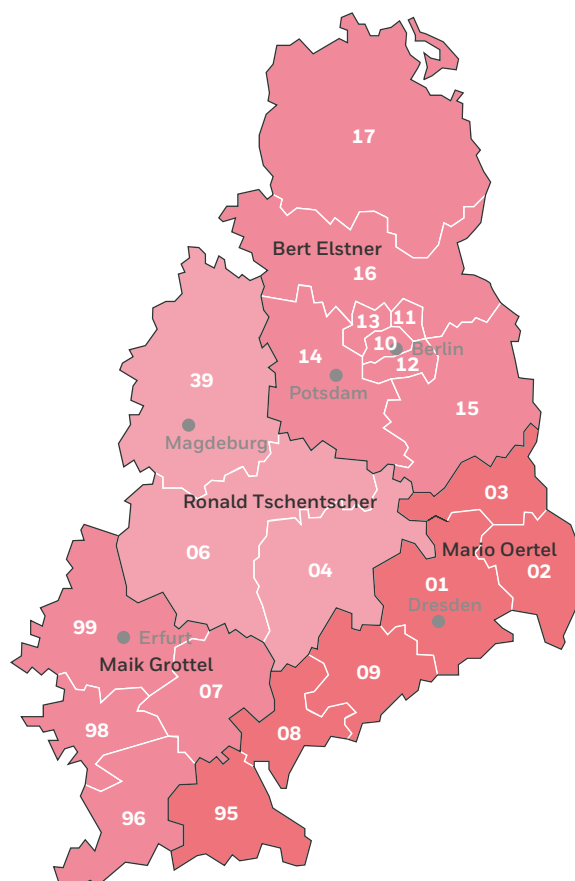 17
Bert Elstner
16
13
11
10
Berlin
14
12
39
Potsdam
15
Magdeburg
03
Ronald Tschentscher
06
04
Mario Oertel
02
01
Dresden
99
Erfurt
Maik Grottel
09
07
98
08
96
95